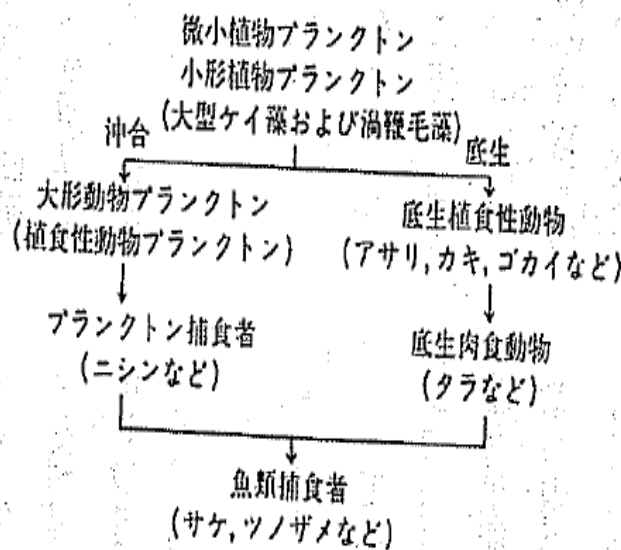 微小植物プランクトン
小形植物プランクトン
(大型ケイ藻および渦鞭毛藻)
沖合
底生
大形動物プランクトン
(植食性動物プランクトン)
底生植食性動物
(アサリ,カキ,ゴカイなど)
プランクトン捕食者
(ニシンなど)
底生肉食動物
(タラなど)
魚類捕食者
(サケ,ツノザメなど)